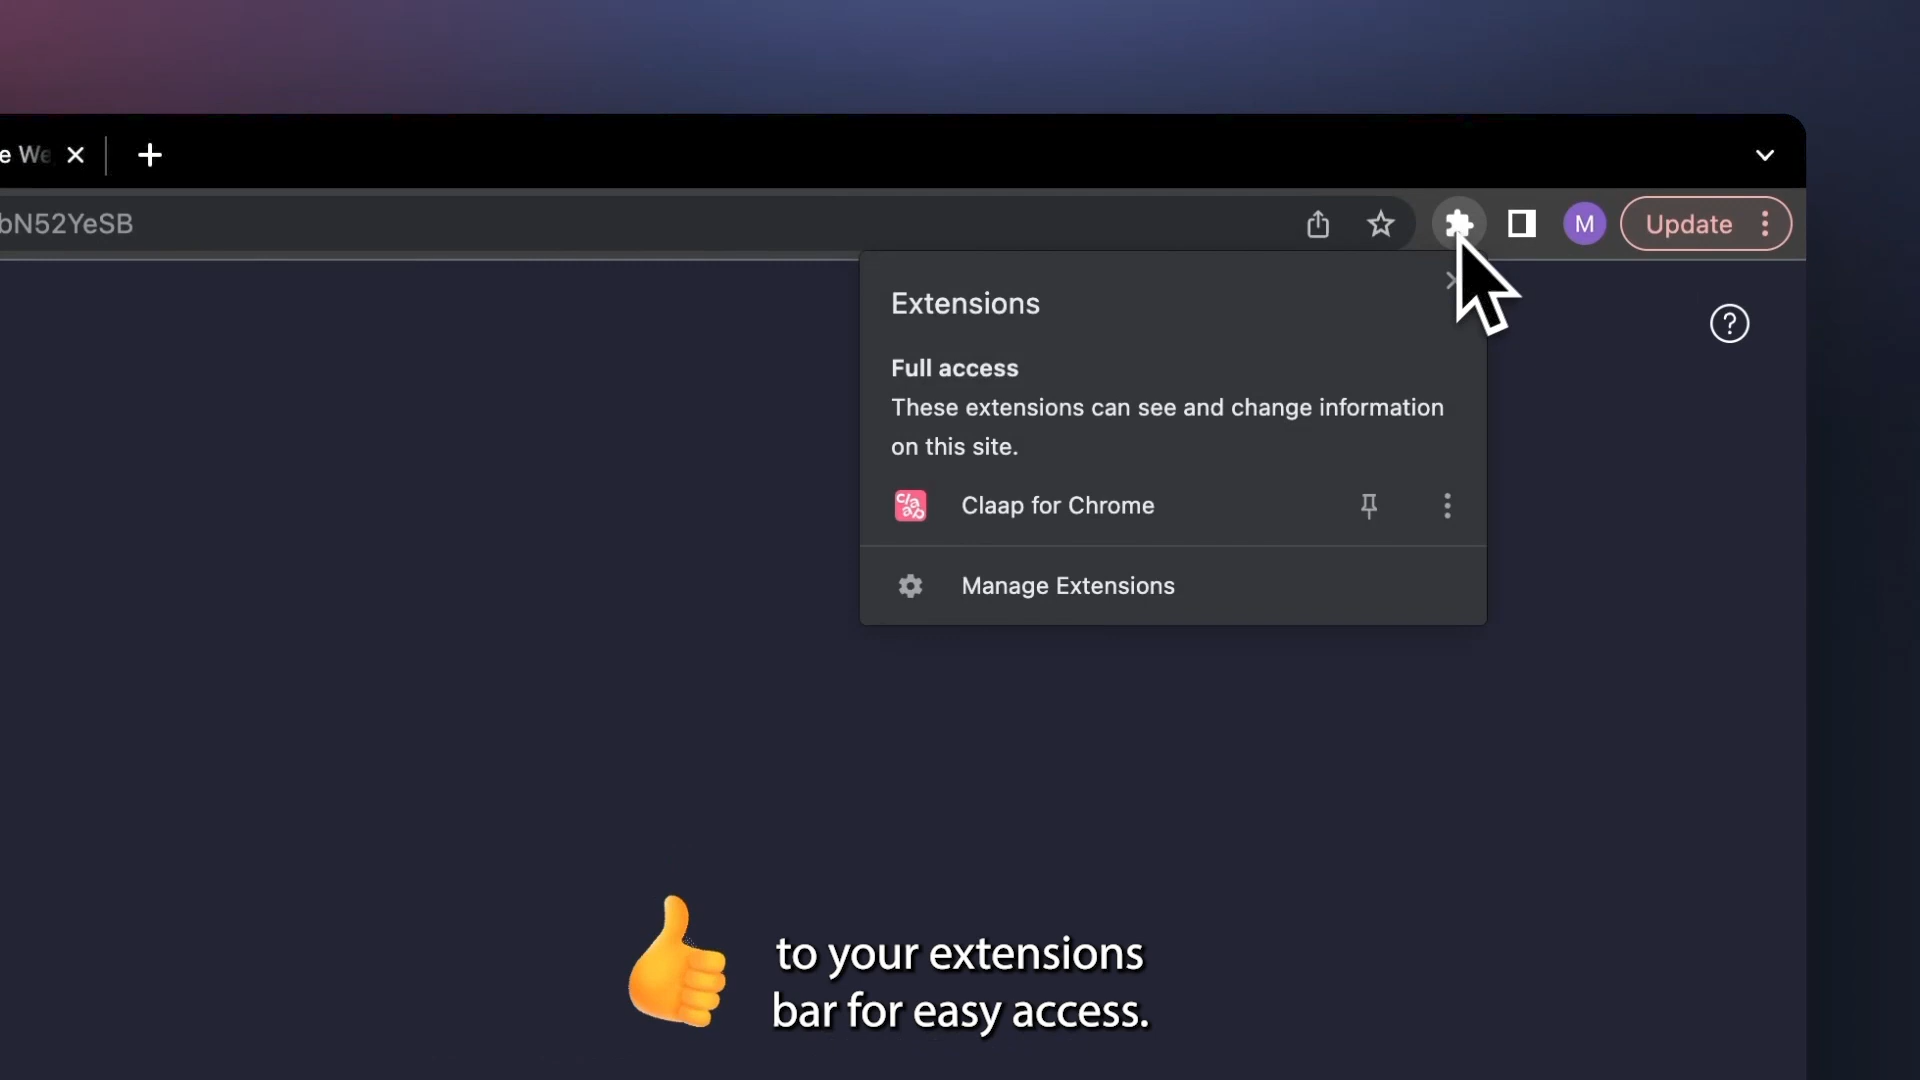 e We
bN52YeSB
M
Update
Extensions
Full access
These extensions can see and change information
on this site.
claap
Claap for Chrome
Manage Extensions
to your extensions
bar for easy access.